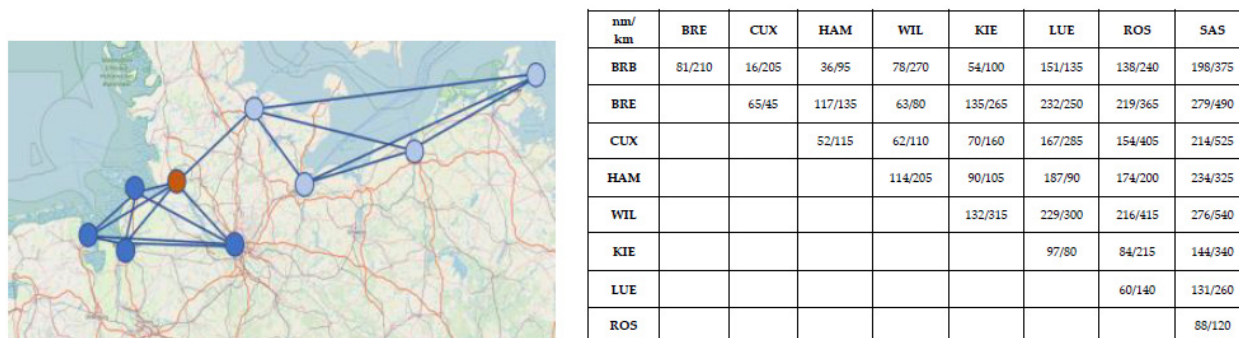 nm/ km BRE CUX HAM WIL KIE LUE ROS SAS
BRB 81/210 16/205 36/95 78/270 54/100 151/135 138/240 198/375
BRE 65/45 117/135 63/80 135/265 232/250 219/365 279/490
CUX 52/115 62/110 70/160 167/285 154/405 214/525
HAM 114/205 90/105 187/90 174/200 234/325
WIL 132/315 229/300 216/415 276/540
KIE 97/80 84/215 144/340
LUE 60/140 131/260
ROS 88/120